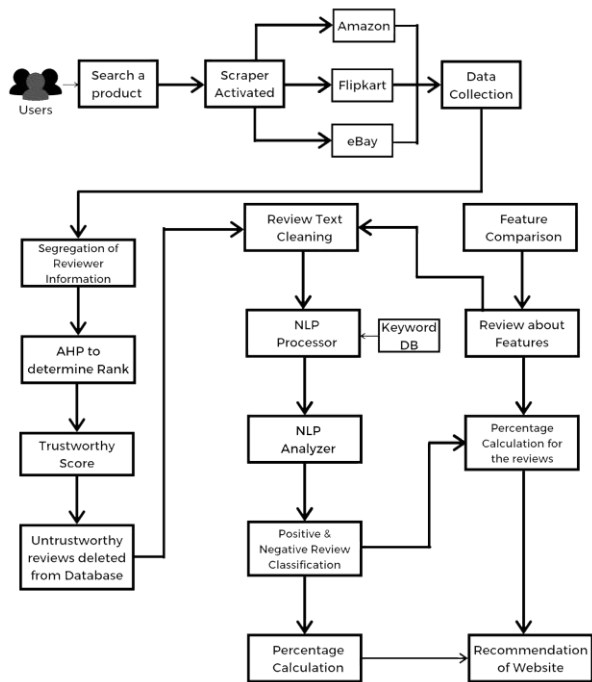 Users
Search a
product
Scraper
Activated
Amazon
Flipkart
eBay
Data
Collection
Segregation of
Reviewer
Information
AHP to
determine Rank
Trustworthy
Score
Untrustworthy
reviews deleted
from Database
Review Text
Cleaning
NLP
Processor
Keyword
DB
NLP
Analyzer
Positive &
Negative Review
Classification
Percentage
Calculation
Feature
Comparison
Review about
Features
Percentage
Calculation for
the reviews
Recommendation
of Website